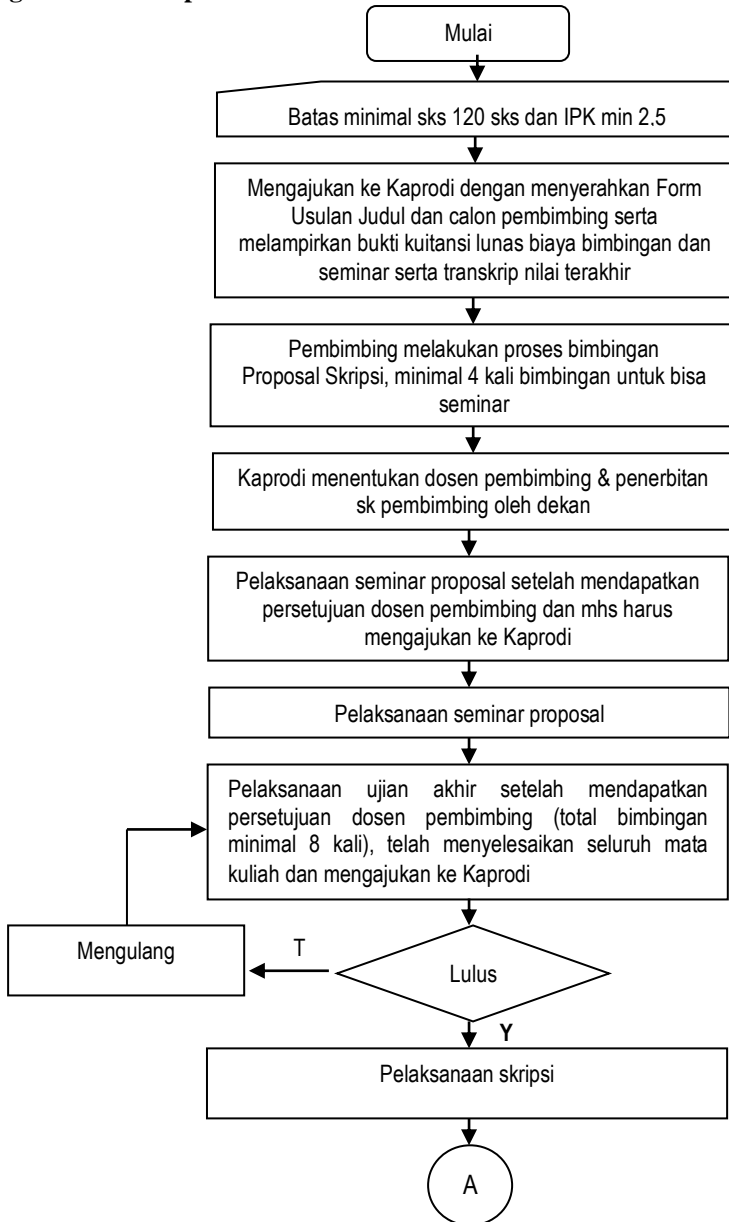 Mulai
Batas minimal sks 120 sks dan IPK min 2.5
Mengajukan ke Kaprodi dengan menyerahkan Form
Usulan Judul dan calon pembimbing serta
melampirkan bukti kuitansi lunas biaya bimbingan dan
seminar serta transkrip nilai terakhir
Pembimbing melakukan proses bimbingan
Proposal Skripsi, minimal 4 kali bimbingan untuk bisa
seminar
Kaprodi menentukan dosen pembimbing & penerbitan
sk pembimbing oleh dekan
Pelaksanaan seminar proposal setelah mendapatkan
persetujuan dosen pembimbing dan mhs harus
mengajukan ke Kaprodi
Pelaksanaan seminar proposal
Pelaksanaan ujian akhir setelah mendapatkan
persetujuan dosen pembimbing (total bimbingan
minimal 8 kali), telah menyelesaikan seluruh mata
kuliah dan mengajukan ke Kaprodi
Mengulang
T
Lulus
Y
Pelaksanaan skripsi
A